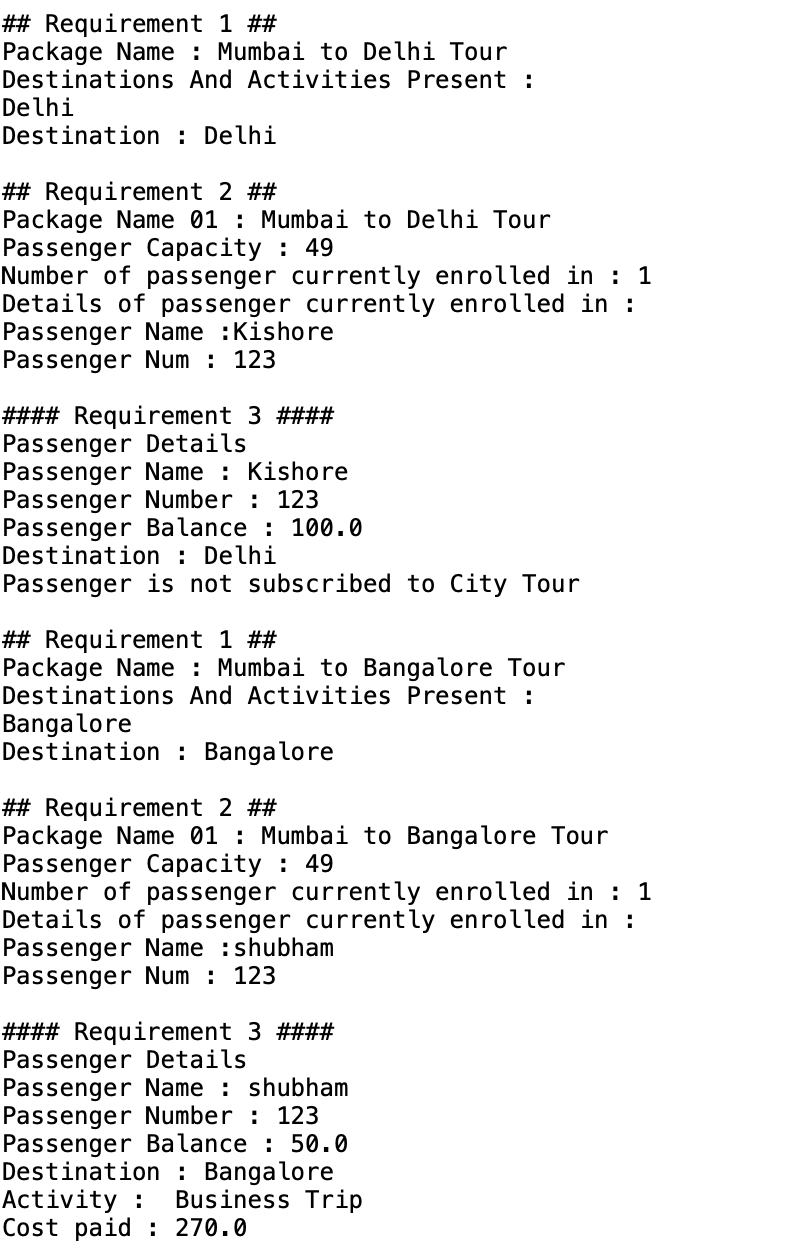 ## Requirement 1 ##
Package Name : Mumbai to Delhi Tour
Destinations And Activities Present :
Delhi
Destination : Delhi
## Requirement 2 ##
Package Name 01 : Mumbai to Delhi Tour
Passenger Capacity : 49
Number of passenger currently enrolled in : 1
Details of passenger currently enrolled in :
Passenger Name :Kishore
Passenger Num : 123
#### Requirement 3 ####
Passenger Details
Passenger Name : Kishore
Passenger Number : 123
Passenger Balance : 100.0
Destination : Delhi
Passenger is not subscribed to City Tour
## Requirement 1 ##
Package Name : Mumbai to Bangalore Tour
Destinations And Activities Present :
Bangalore
Destination : Bangalore
## Requirement 2 ##
Package Name 01 : Mumbai to Bangalore Tour
Passenger Capacity : 49
Number of passenger currently enrolled in : 1
Details of passenger currently enrolled in :
Passenger Name :shubham
Passenger Num : 123
#### Requirement 3 ####
Passenger Details
Passenger Name : shubham
Passenger Number : 123
Passenger Balance : 50.0
Destination : Bangalore
Activity :  Business Trip
Cost paid : 270.0